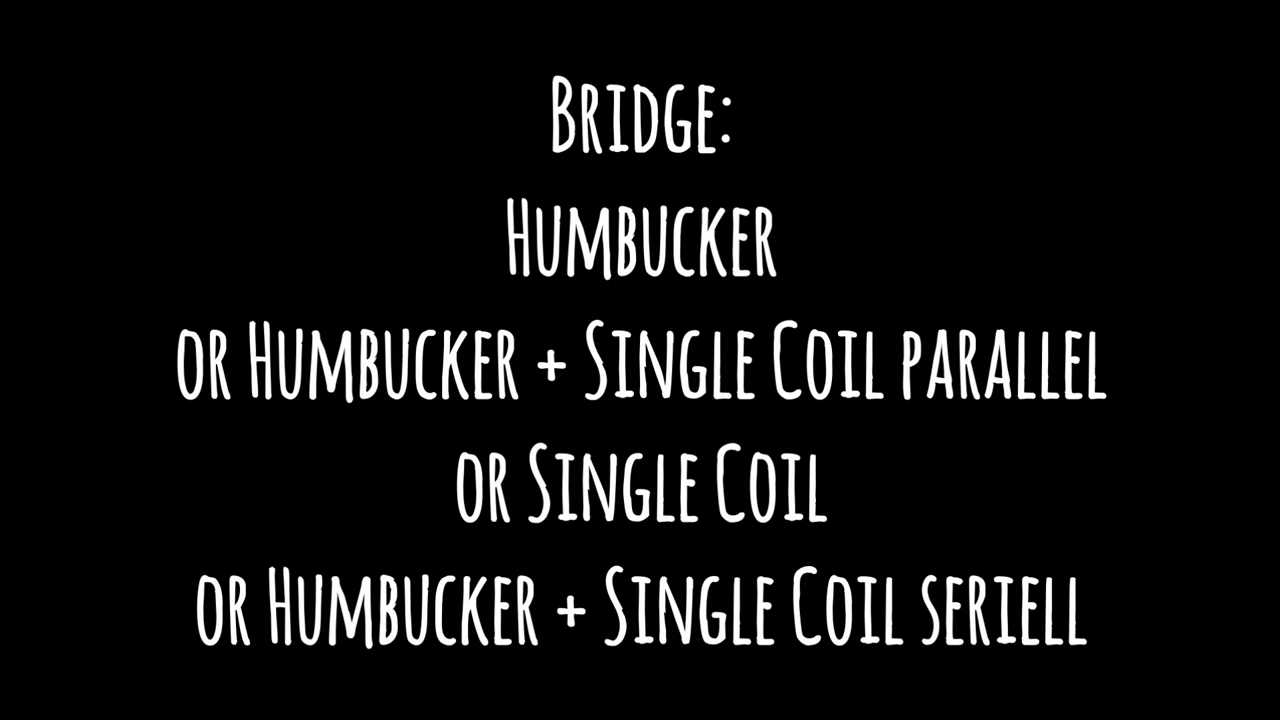 Bridge:
Humbucker
or Humbucker + Single Coil parallel
or Single Coil
or Humbucker + Single Coil seriell